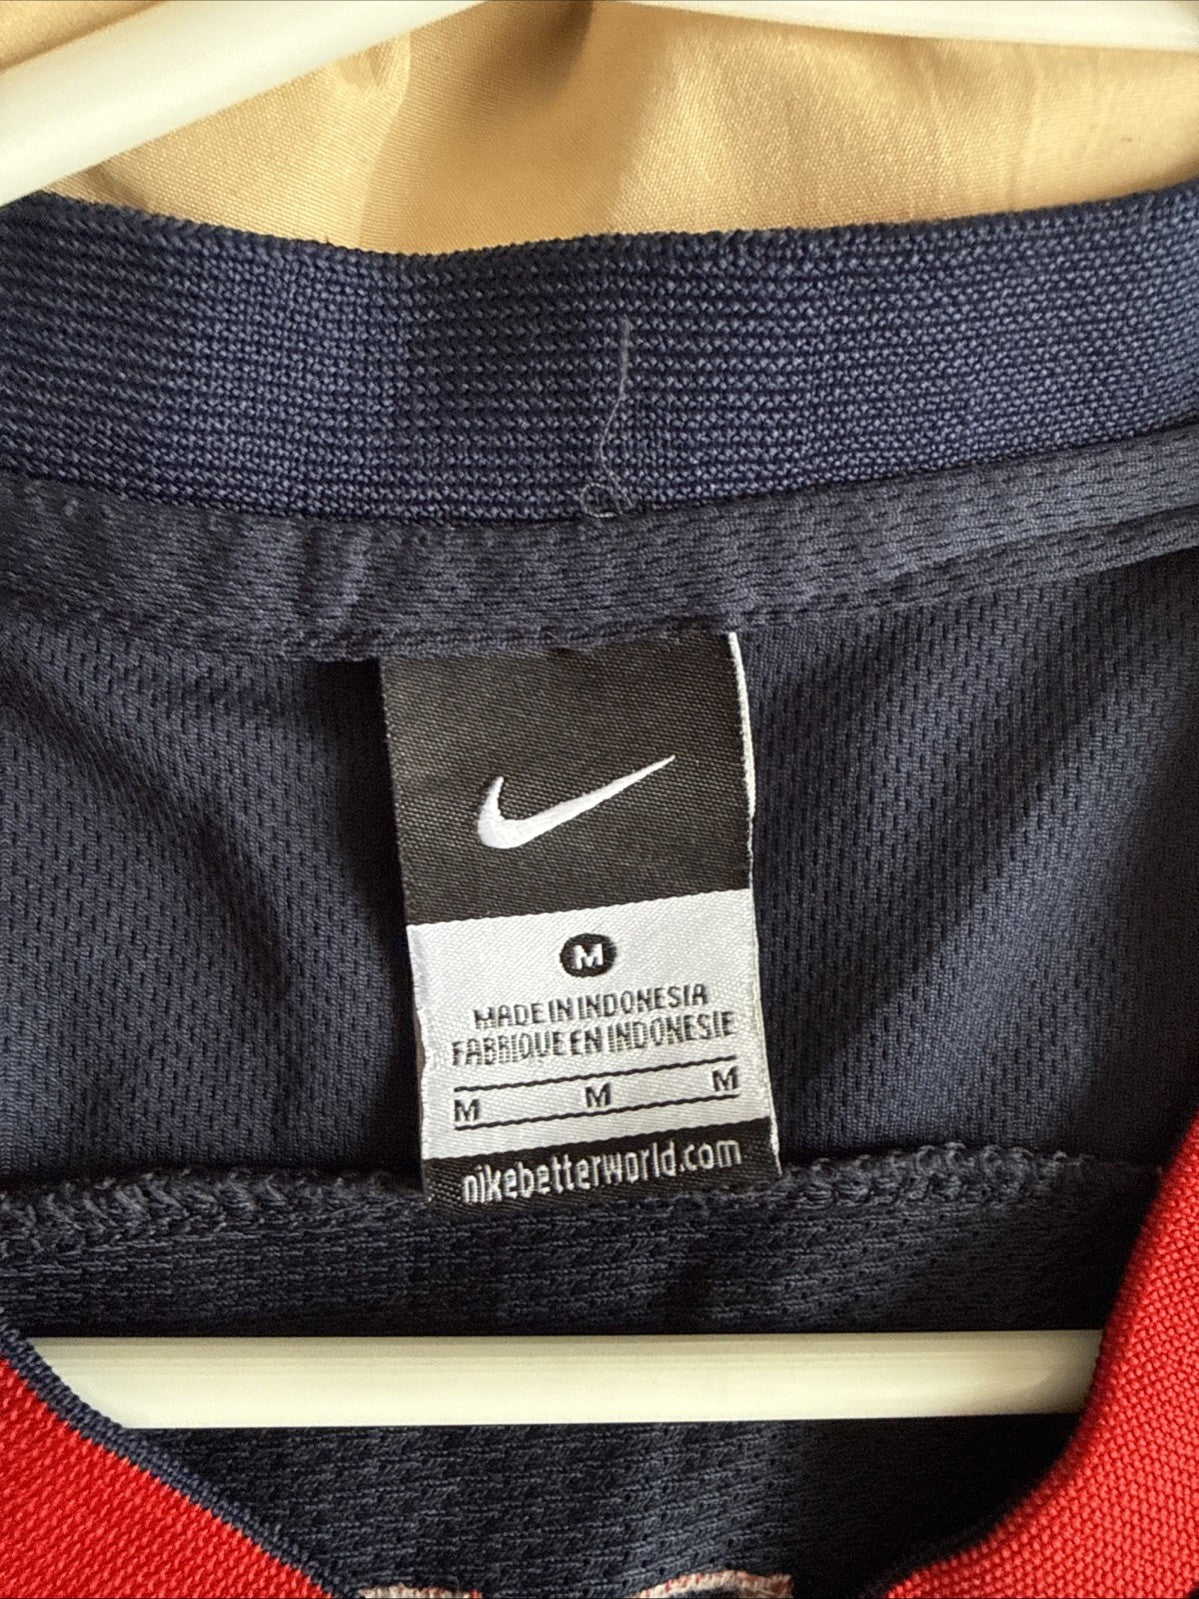 M
MADE IN INDONESIA
FABRIQUE EN INDONESIE
M M M
nikebetterworld.com